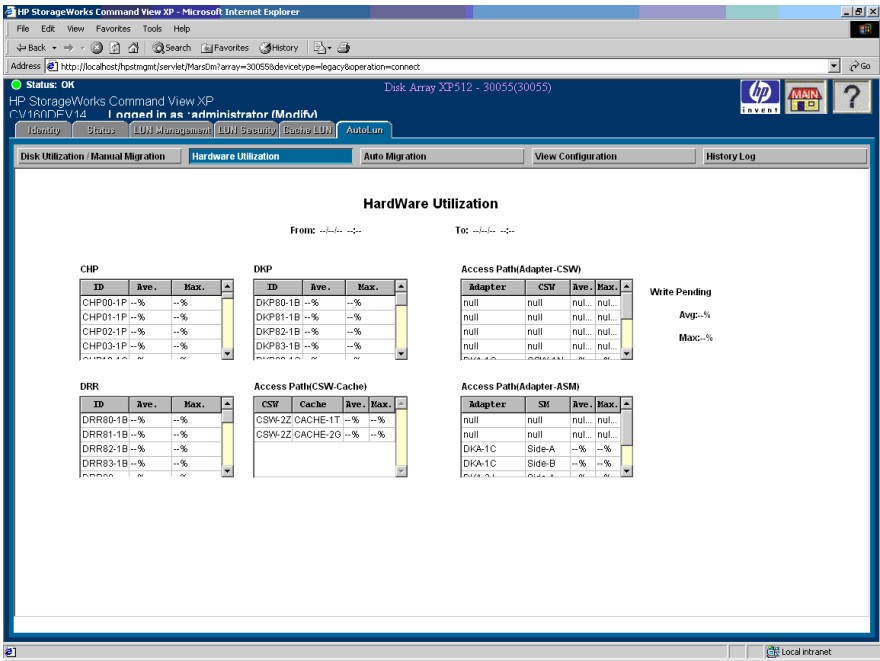 HP StorageWorks Command View XP - Microsoft Internet Explorer
File Edit View Favorites Tools Help
Back Search Favorites History
Address http://localhost/hpstmgmt/servlet/MarsDm?array=30055&devicetype=legacy&operation=connect Go
Status: OK
Disk Array XP512 - 30055(30055)
HP StorageWorks Command View XP
CV160DEV14 Logged in as :administrator (Modify)
hp invent MAIN ?
Identity Status LUN Management LUN Security Cache LUN AutoLun
Disk Utilization / Manual Migration Hardware Utilization Auto Migration View Configuration History Log
HardWare Utilization
From: --/--/-- --:-- To: --/--/-- --:--
CHP
ID Ave. Max.
CHP00-1P --% --%
CHP01-1P --% --%
CHP02-1P --% --%
CHP03-1P --% --%
DKP
ID Ave. Max.
DKP80-1B --% --%
DKP81-1B --% --%
DKP82-1B --% --%
DKP83-1B --% --%
Access Path(Adapter-CSW)
Adapter CSW Ave. Max.
null null nul... nul...
null null nul... nul...
null null nul... nul...
null null nul... nul...
Write Pending
Avg:--%
Max:--%
DRR
ID Ave. Max.
DRR80-1B --% --%
DRR81-1B --% --%
DRR82-1B --% --%
DRR83-1B --% --%
Access Path(CSW-Cache)
CSW Cache Ave. Max.
CSW-2Z CACHE-1T --% --%
CSW-2Z CACHE-2G --% --%
Access Path(Adapter-ASM)
Adapter SM Ave. Max.
null null nul... nul...
null null nul... nul...
DKA-1C Side-A --% --%
DKA-1C Side-B --% --%
Local intranet